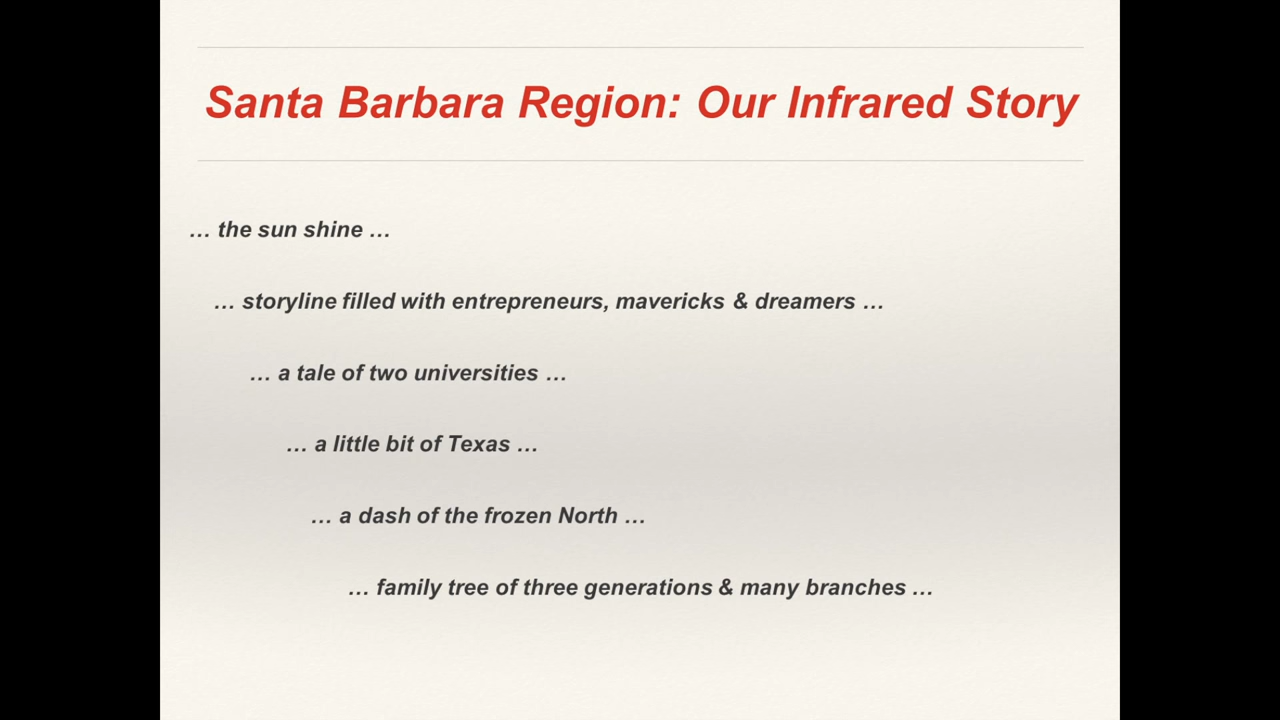 Santa Barbara Region: Our Infrared Story
… the sun shine …
… storyline filled with entrepreneurs, mavericks & dreamers …
… a tale of two universities …
… a little bit of Texas …
… a dash of the frozen North …
… family tree of three generations & many branches …